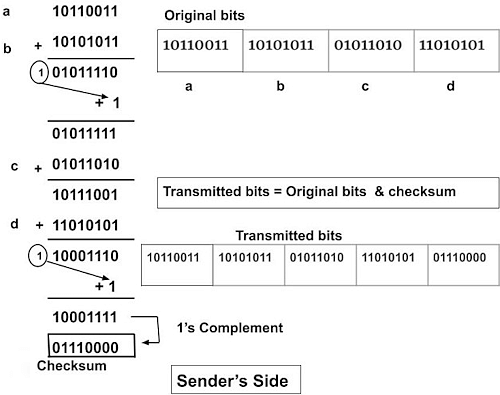 a 10110011
b + 10101011
1 01011110
+ 1
01011111
c + 01011010
10111001
d + 11010101
1 10001110
+ 1
10001111
1's Complement
01110000
Checksum
Original bits
10110011 10101011 01011010 11010101
a b c d
Transmitted bits = Original bits & checksum
Transmitted bits
10110011 10101011 01011010 11010101 01110000
Sender's Side